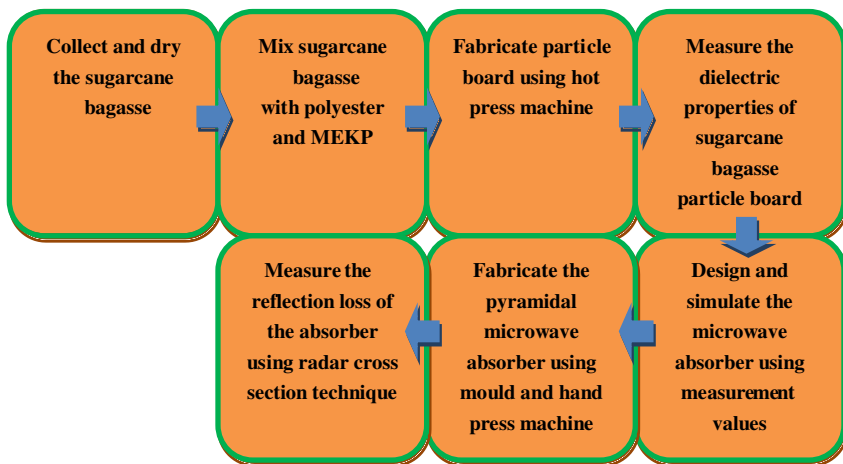 Collect and dry
the sugarcane
bagasse
Mix sugarcane
bagasse
with polyester
and MEKP
Fabricate particle
board using hot
press machine
Measure the
dielectric
properties of
sugarcane
bagasse
particle board
Design and
simulate the
microwave
absorber using
measurement
values
Fabricate the
pyramidal
microwave
absorber using
mould and hand
press machine
Measure the
reflection loss of
the absorber
using radar cross
section technique